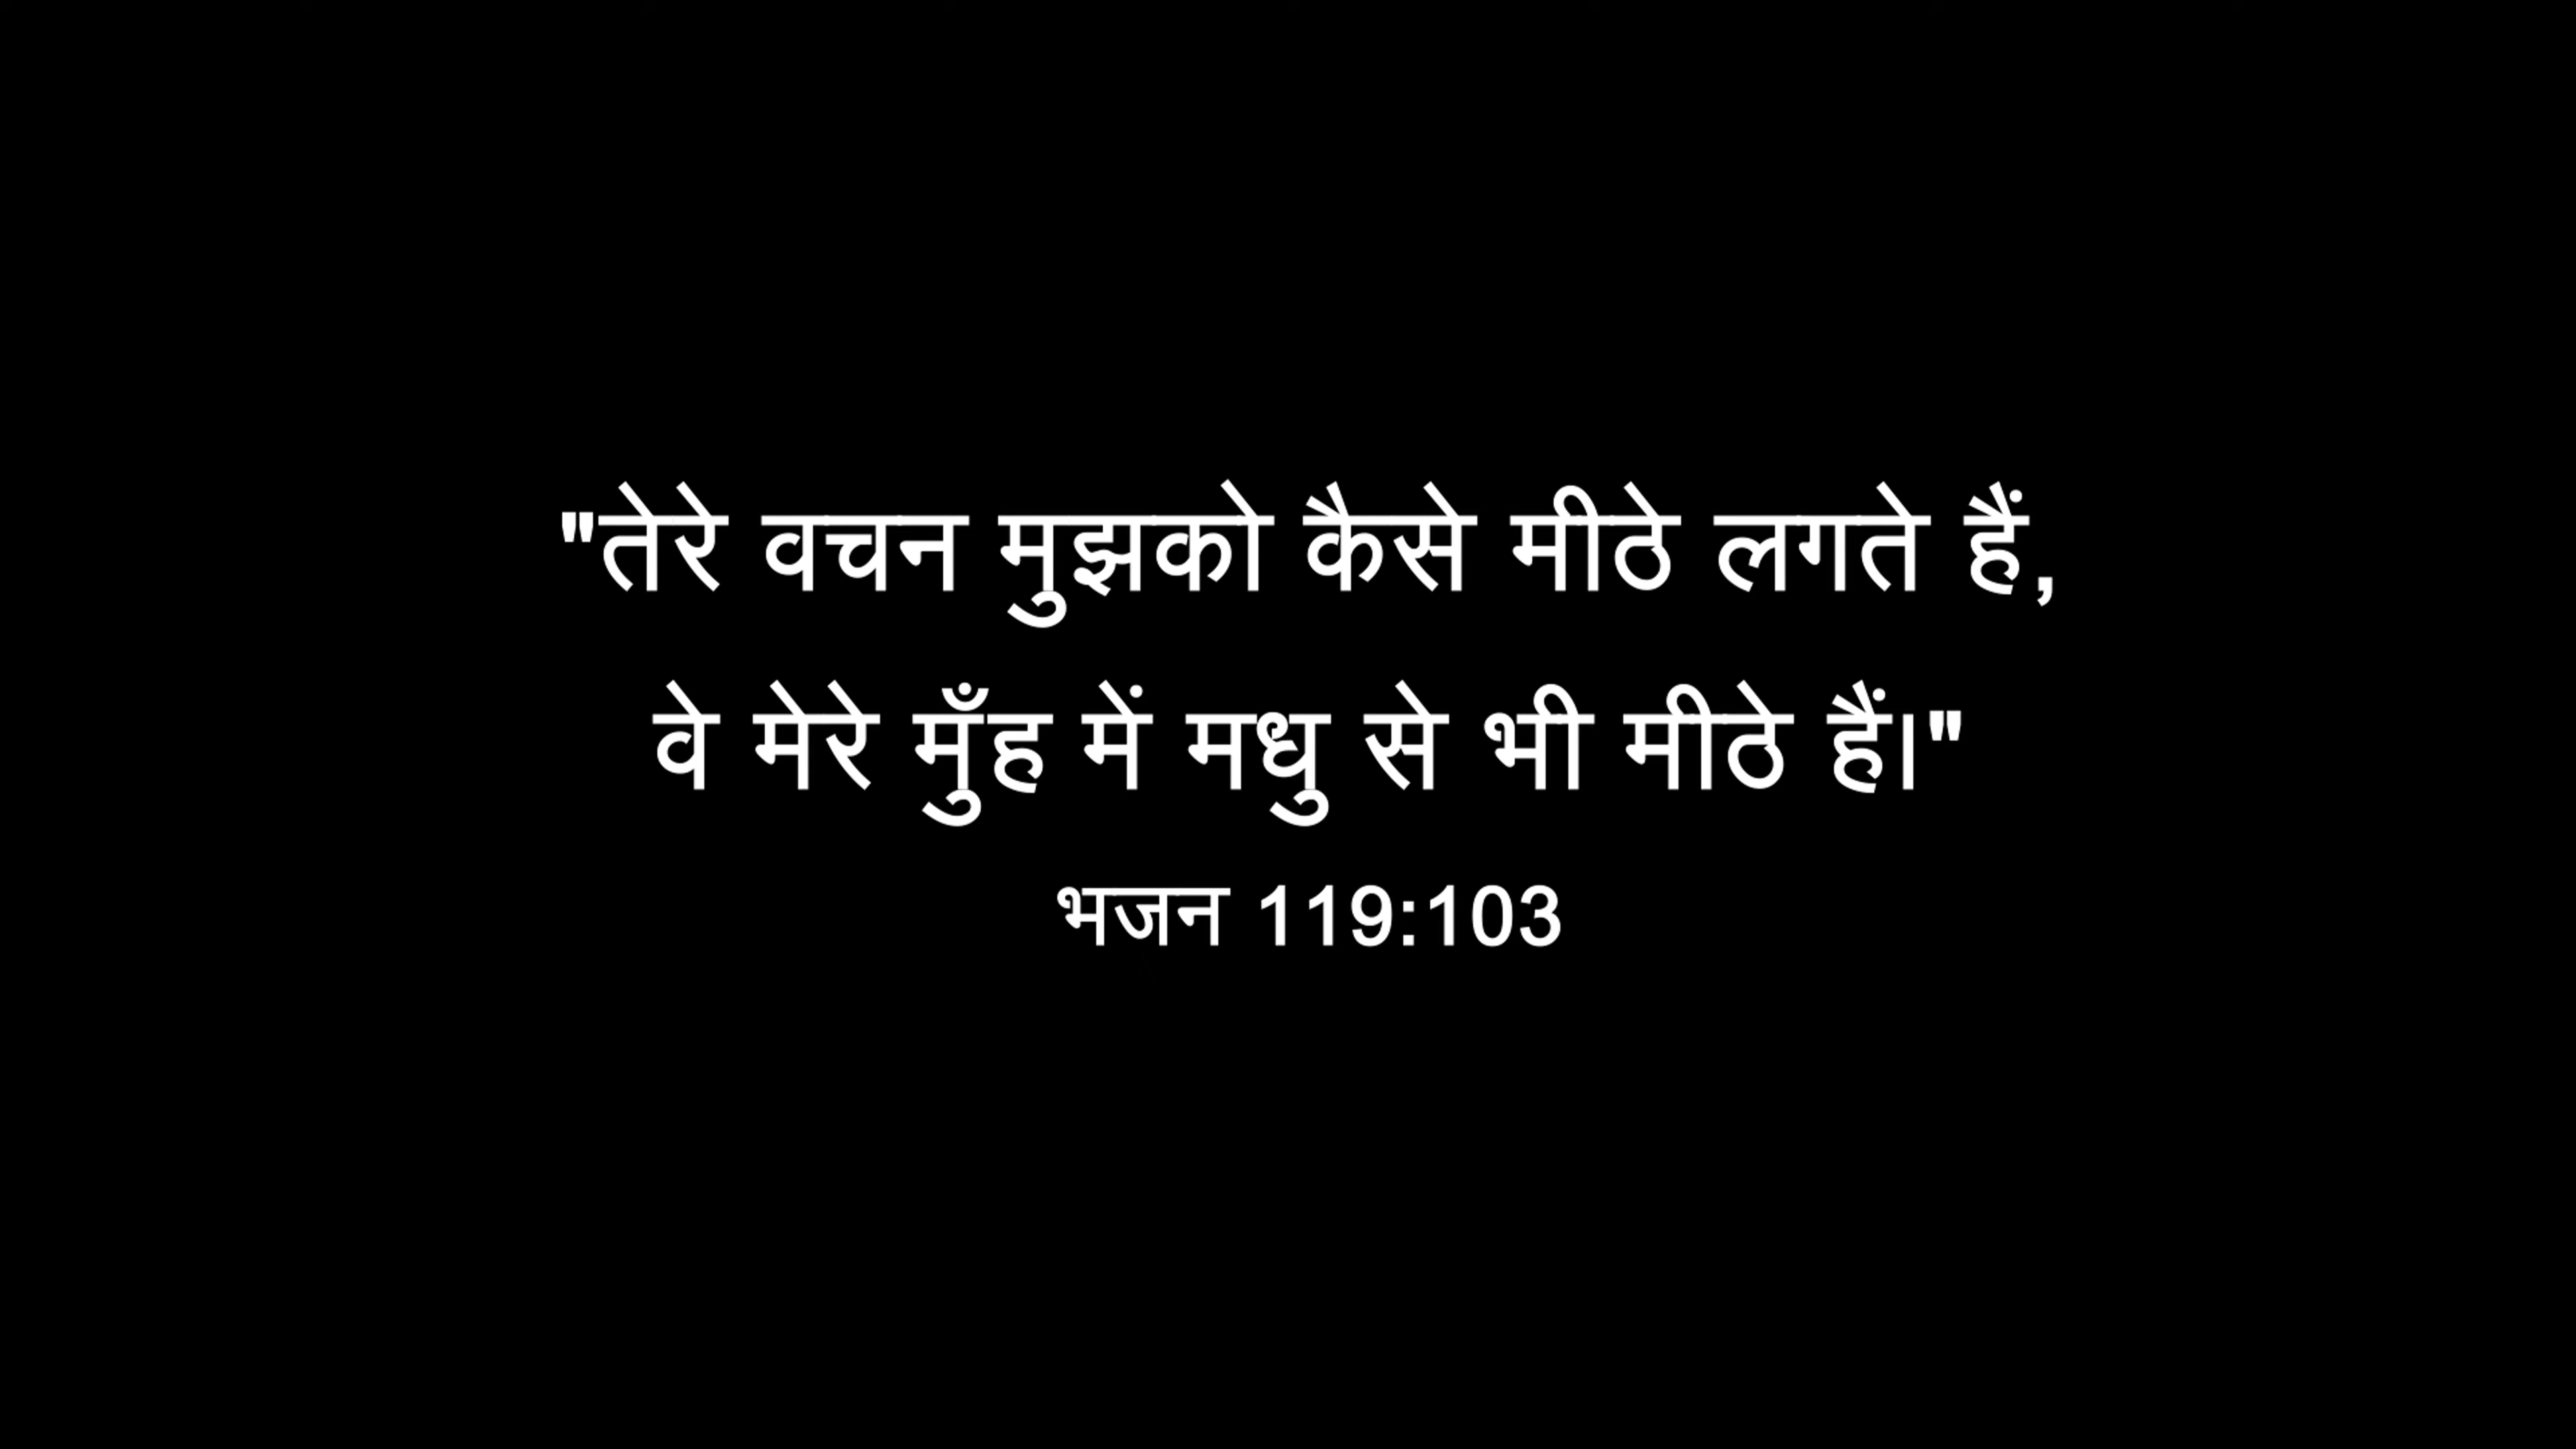 "तेरे वचन मुझको कैसे मीठे लगते हैं,
वे मेरे मुँह में मधु से भी मीठे हैं।"
भजन 119:103